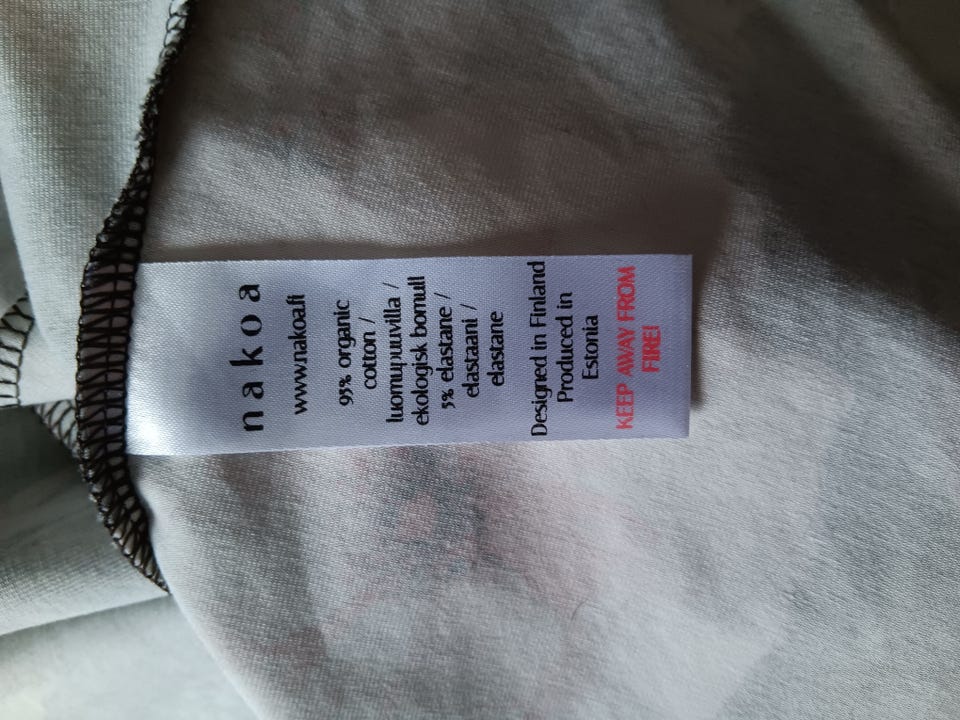 nakoa
www.nakoa.fi
95% organic
cotton /
luomupuuvilla /
ekologisk bomull
5% elastane /
elastaani /
elastane
Designed in Finland
Produced in
Estonia
KEEP AWAY FROM
FIRE!